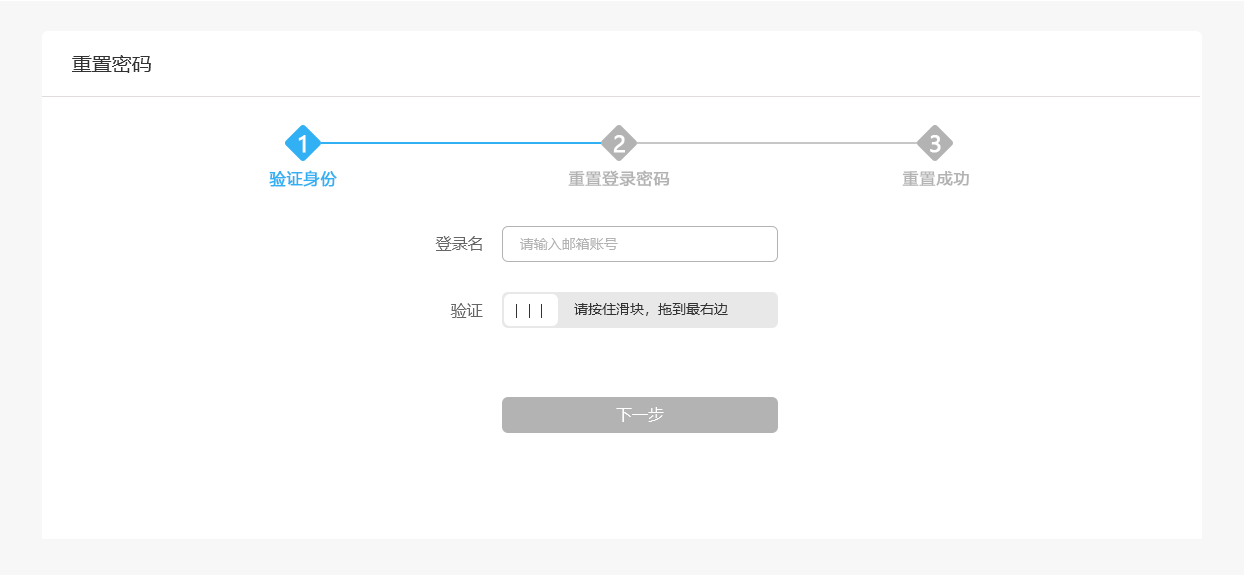 重置密码
1 2 3
验证身份 重置登录密码 重置成功
登录名 请输入邮箱账号
验证 | | | 请按住滑块，拖到最右边
下一步